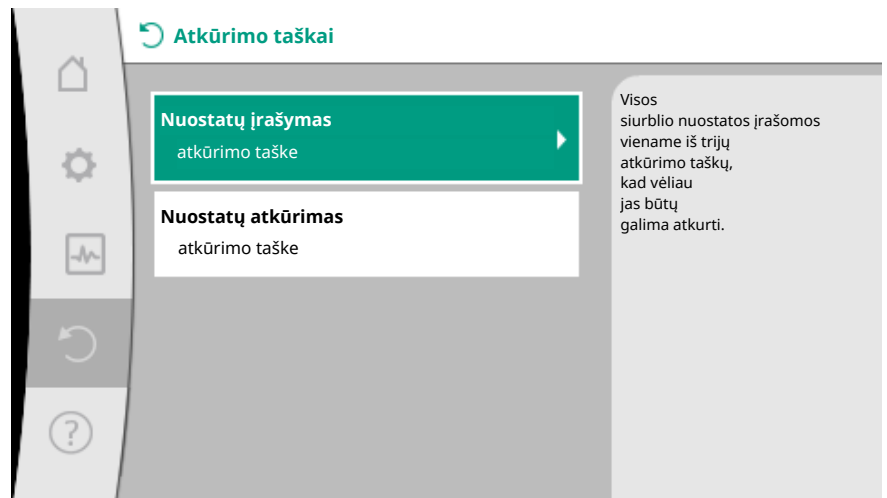 Atkūrimo taškai
Nuostatų įrašymas
atkūrimo taške
Nuostatų atkūrimas
atkūrimo taške
Visos
siurblio nuostatos įrašomos
viename iš trijų
atkūrimo taškų,
kad vėliau
jas būtų
galima atkurti.
?